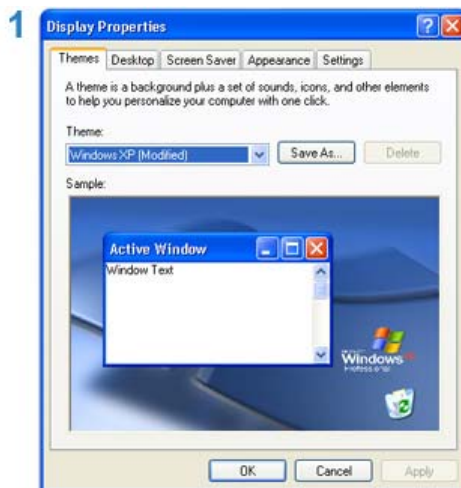 1
Display Properties
Themes Desktop Screen Saver Appearance Settings
A theme is a background plus a set of sounds, icons, and other elements
to help you personalize your computer with one click.
Theme:
Windows XP (Modified) Save As... Delete
Sample:
Active Window
Window Text
Windows
Professional
OK Cancel Apply